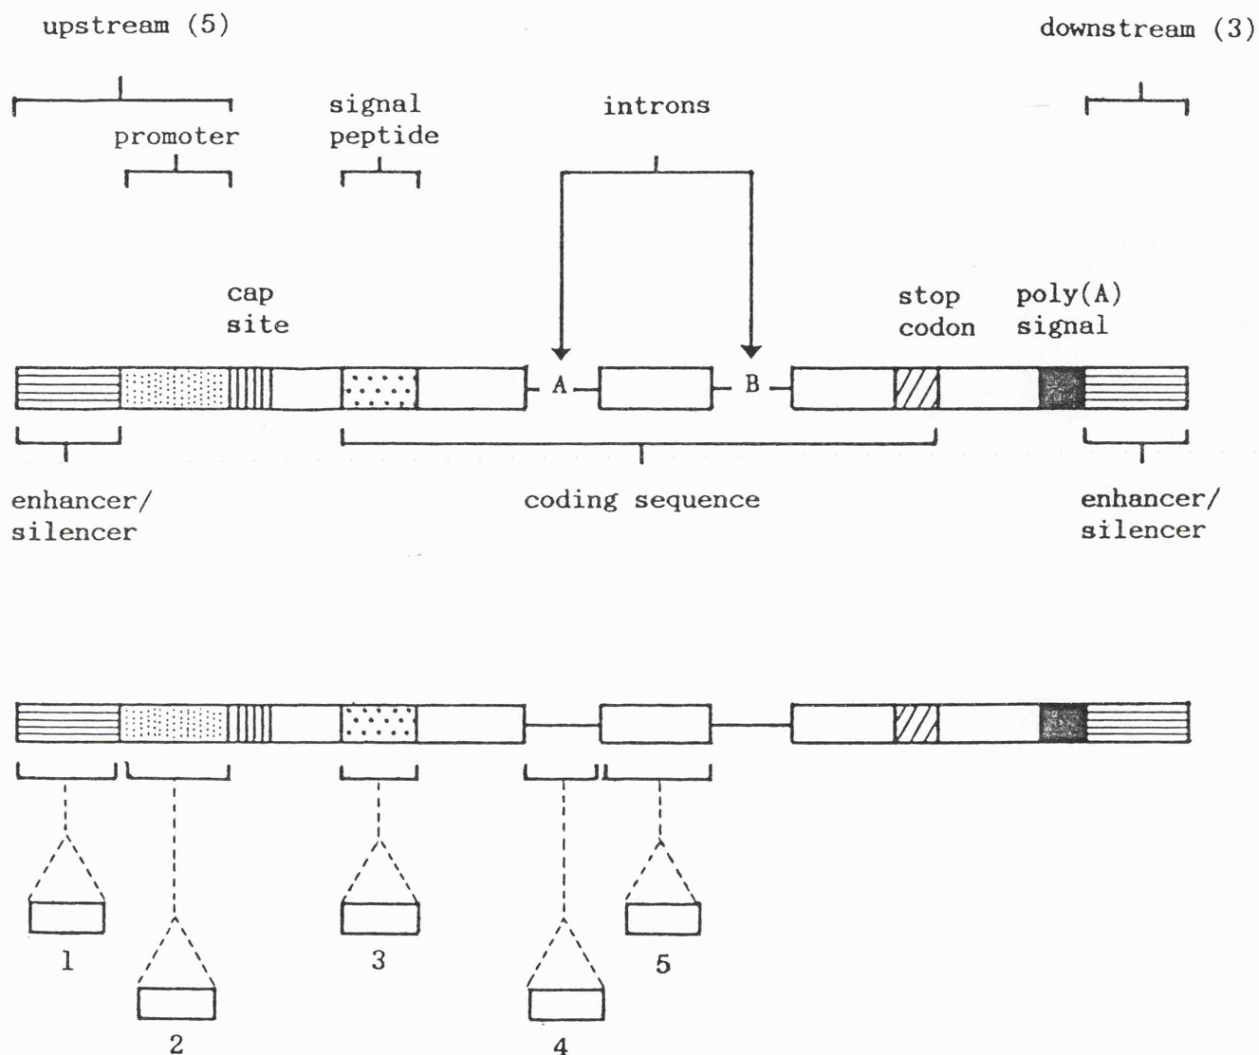 upstream (5)
downstream (3)
signal
peptide
introns
promoter
cap
site
stop
codon
poly(A)
signal
A
B
enhancer/
silencer
coding sequence
enhancer/
silencer
1
2
3
4
5